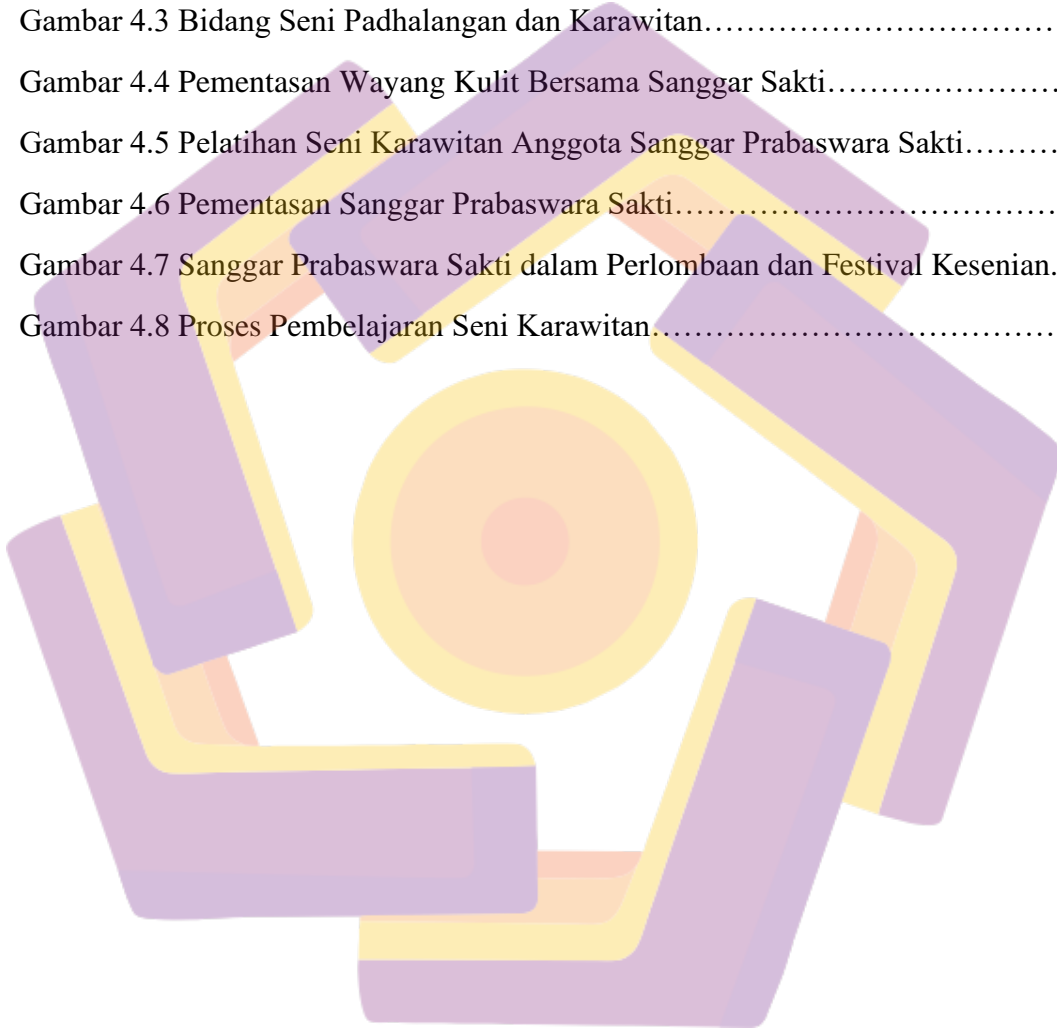 Gambar 4.3 Bidang Seni Padhalangan dan Karawitan……………………………
Gambar 4.4 Pementasan Wayang Kulit Bersama Sanggar Sakti…………………
Gambar 4.5 Pelatihan Seni Karawitan Anggota Sanggar Prabaswara Sakti………
Gambar 4.6 Pementasan Sanggar Prabaswara Sakti………………………………
Gambar 4.7 Sanggar Prabaswara Sakti dalam Perlombaan dan Festival Kesenian.
Gambar 4.8 Proses Pembelajaran Seni Karawitan…………………………………